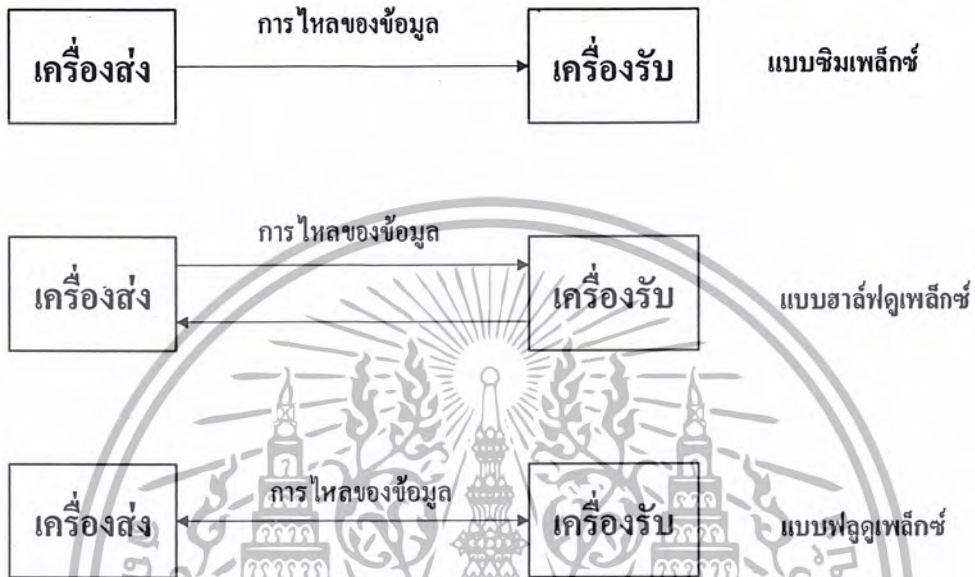 การไหลของข้อมูล
เครื่องส่ง เครื่องรับ แบบซิมเพล็กซ์
การไหลของข้อมูล
เครื่องส่ง เครื่องรับ แบบฮาล์ฟดูเพล็กซ์
การไหลของข้อมูล
เครื่องส่ง เครื่องรับ แบบฟลูดูเพล็กซ์